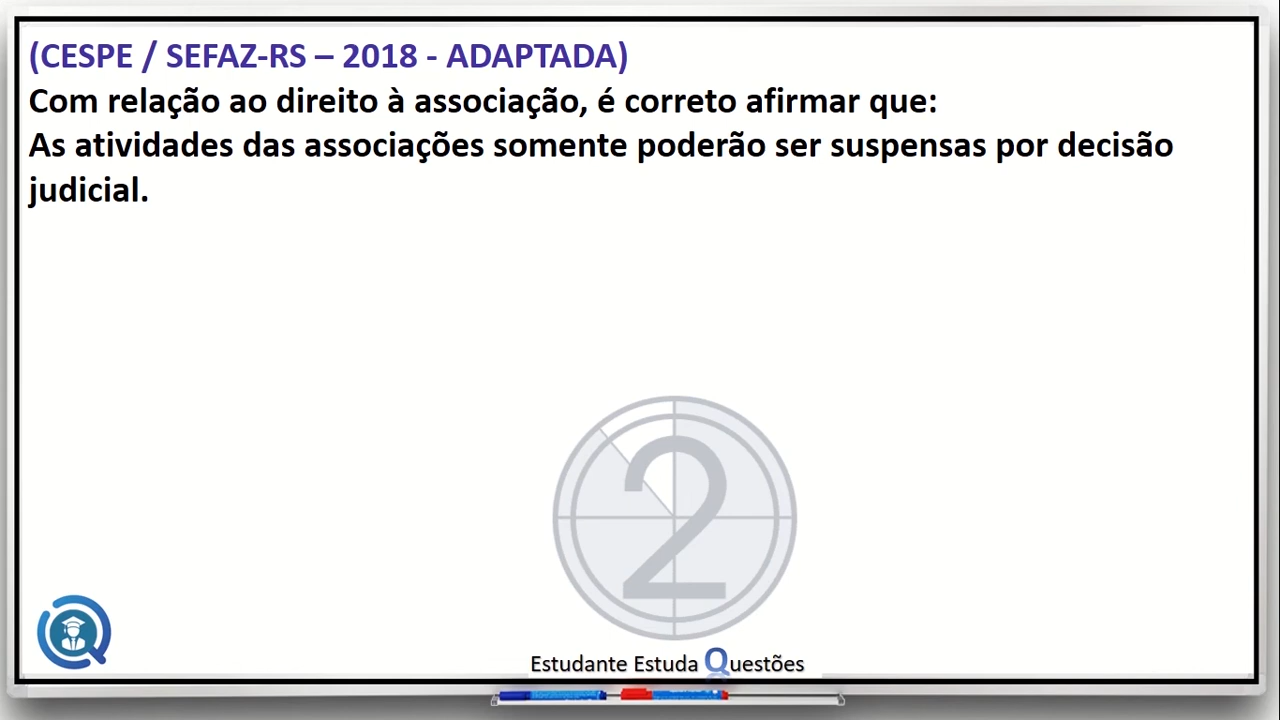 (CESPE / SEFAZ-RS – 2018 - ADAPTADA)
Com relação ao direito à associação, é correto afirmar que:
As atividades das associações somente poderão ser suspensas por decisão
judicial.
2
Estudante Estuda Questões